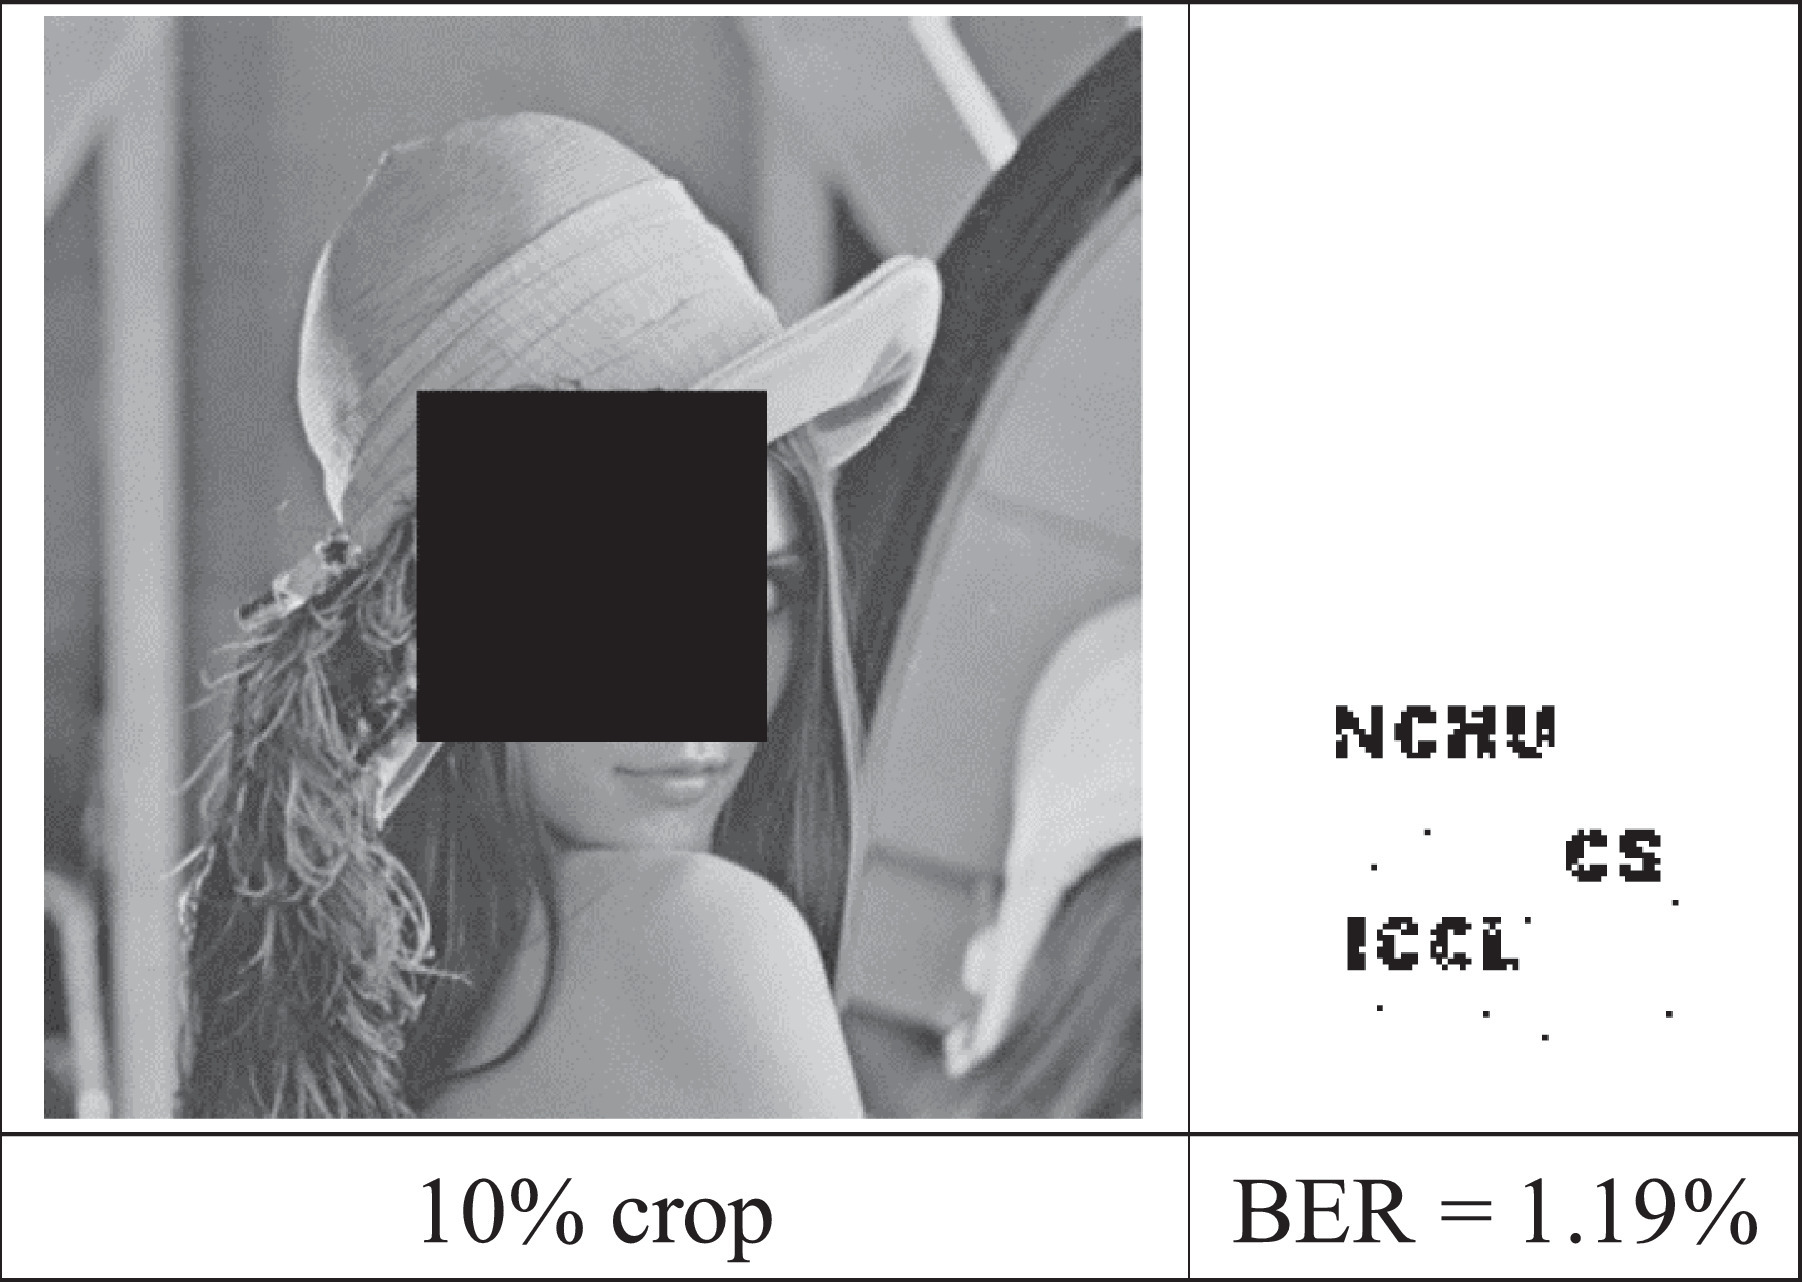 NCHU
CS
ICCL
10% crop
BER = 1.19%